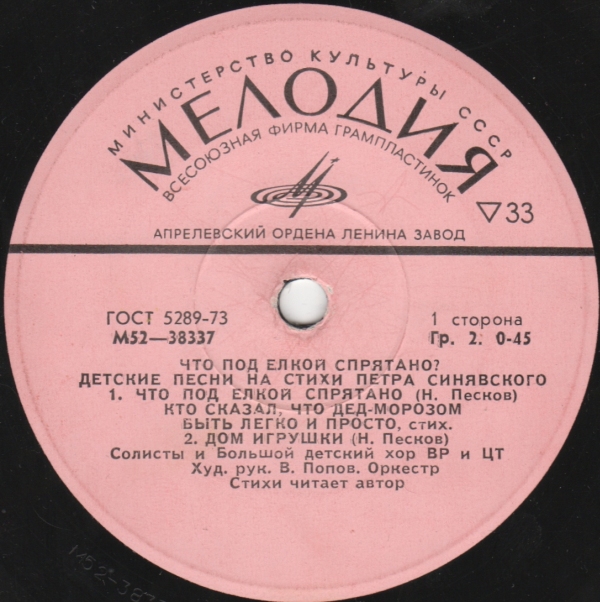 МИНИСТЕРСТВО КУЛЬТУРЫ СССР
МЕЛОДИЯ
ВСЕСОЮЗНАЯ ФИРМА ГРАМПЛАСТИНОК
▽33
АПРЕЛЕВСКИЙ ОРДЕНА ЛЕНИНА ЗАВОД
ГОСТ 5289-73
1 сторона
М52—38337
Гр. 2. 0-45
ЧТО ПОД ЕЛКОЙ СПРЯТАНО?
ДЕТСКИЕ ПЕСНИ НА СТИХИ ПЕТРА СИНЯВСКОГО
1. ЧТО ПОД ЕЛКОЙ СПРЯТАНО (Н. Песков)
КТО СКАЗАЛ, ЧТО ДЕД-МОРОЗОМ
БЫТЬ ЛЕГКО И ПРОСТО, стих.
2. ДОМ ИГРУШКИ (Н. Песков)
Солисты и Большой детский хор ВР и ЦТ
Худ. рук. В. Попов. Оркестр
Стихи читает автор